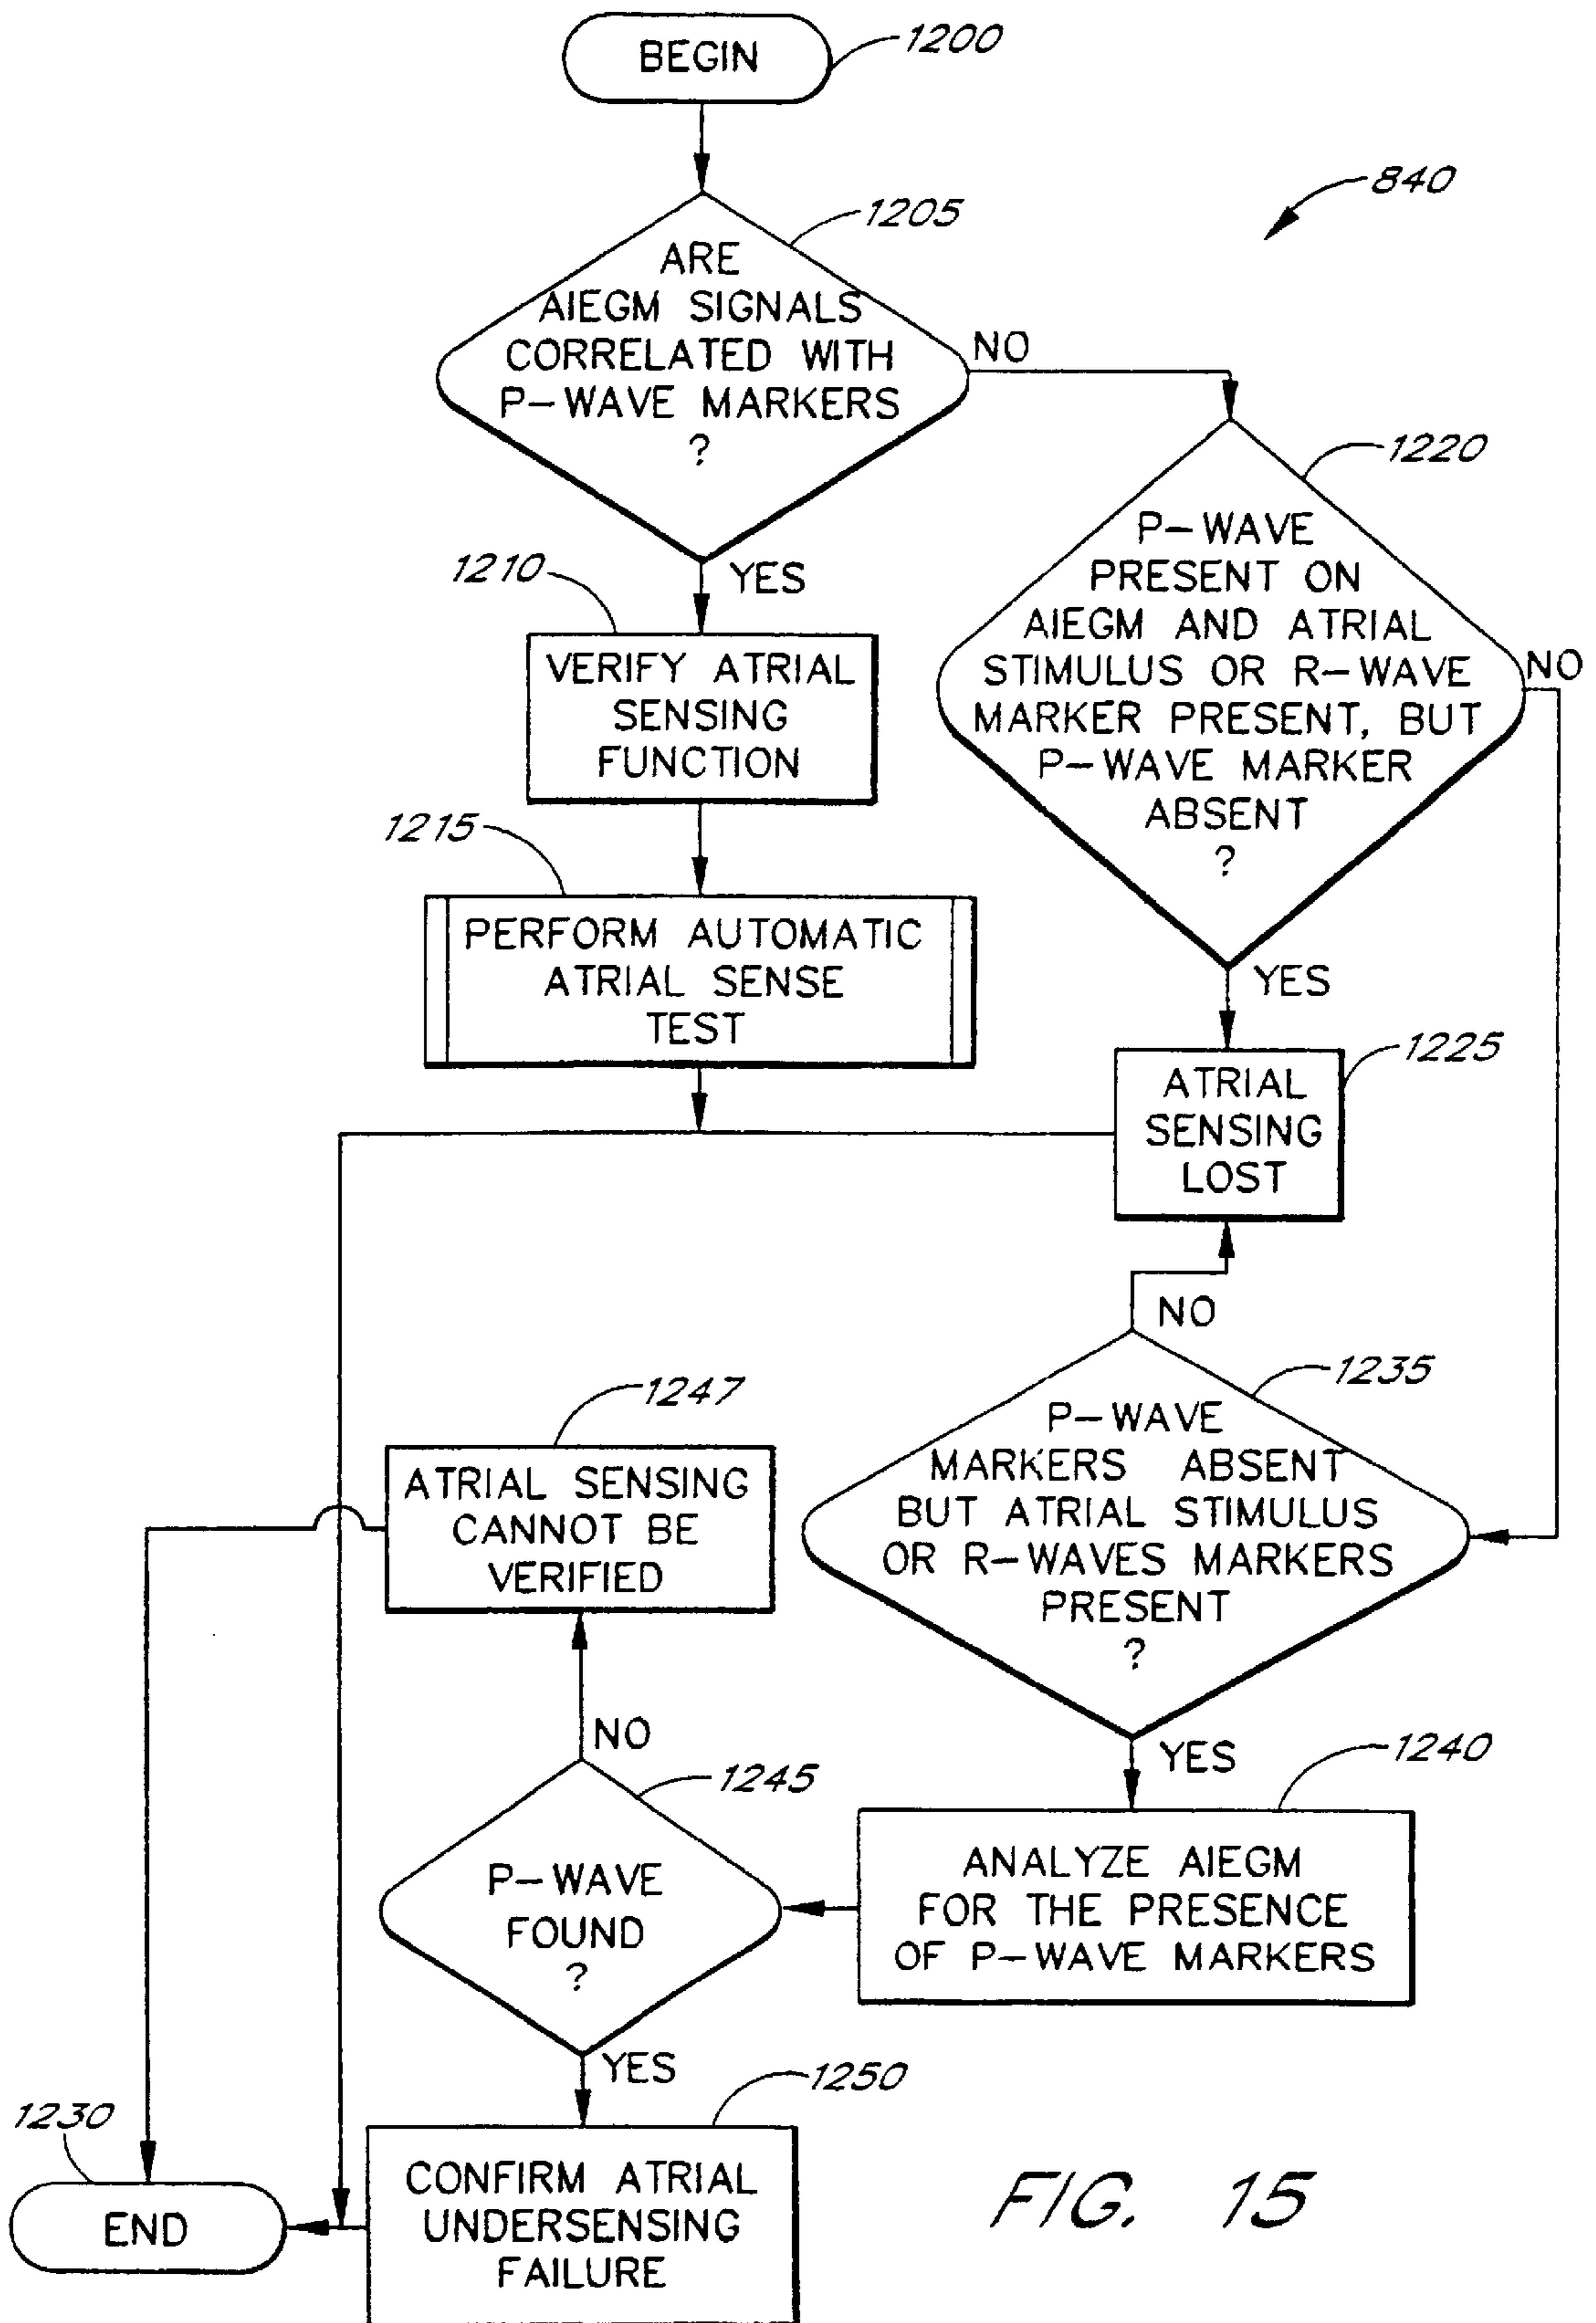 BEGIN
1200
840
1205
ARE
AIEGM SIGNALS
CORRELATED WITH
P-WAVE MARKERS
?
NO
YES
1220
P-WAVE
PRESENT ON
AIEGM AND ATRIAL
STIMULUS OR R-WAVE
MARKER PRESENT, BUT
P-WAVE MARKER
ABSENT
?
NO
YES
1210
VERIFY ATRIAL
SENSING
FUNCTION
1215
PERFORM AUTOMATIC
ATRIAL SENSE
TEST
1225
ATRIAL
SENSING
LOST
NO
1235
P-WAVE
MARKERS ABSENT
BUT ATRIAL STIMULUS
OR R-WAVES MARKERS
PRESENT
?
YES
1247
ATRIAL SENSING
CANNOT BE
VERIFIED
NO
1245
P-WAVE
FOUND
?
YES
1240
ANALYZE AIEGM
FOR THE PRESENCE
OF P-WAVE MARKERS
1250
CONFIRM ATRIAL
UNDERSENSING
FAILURE
1230
END
FIG. 15